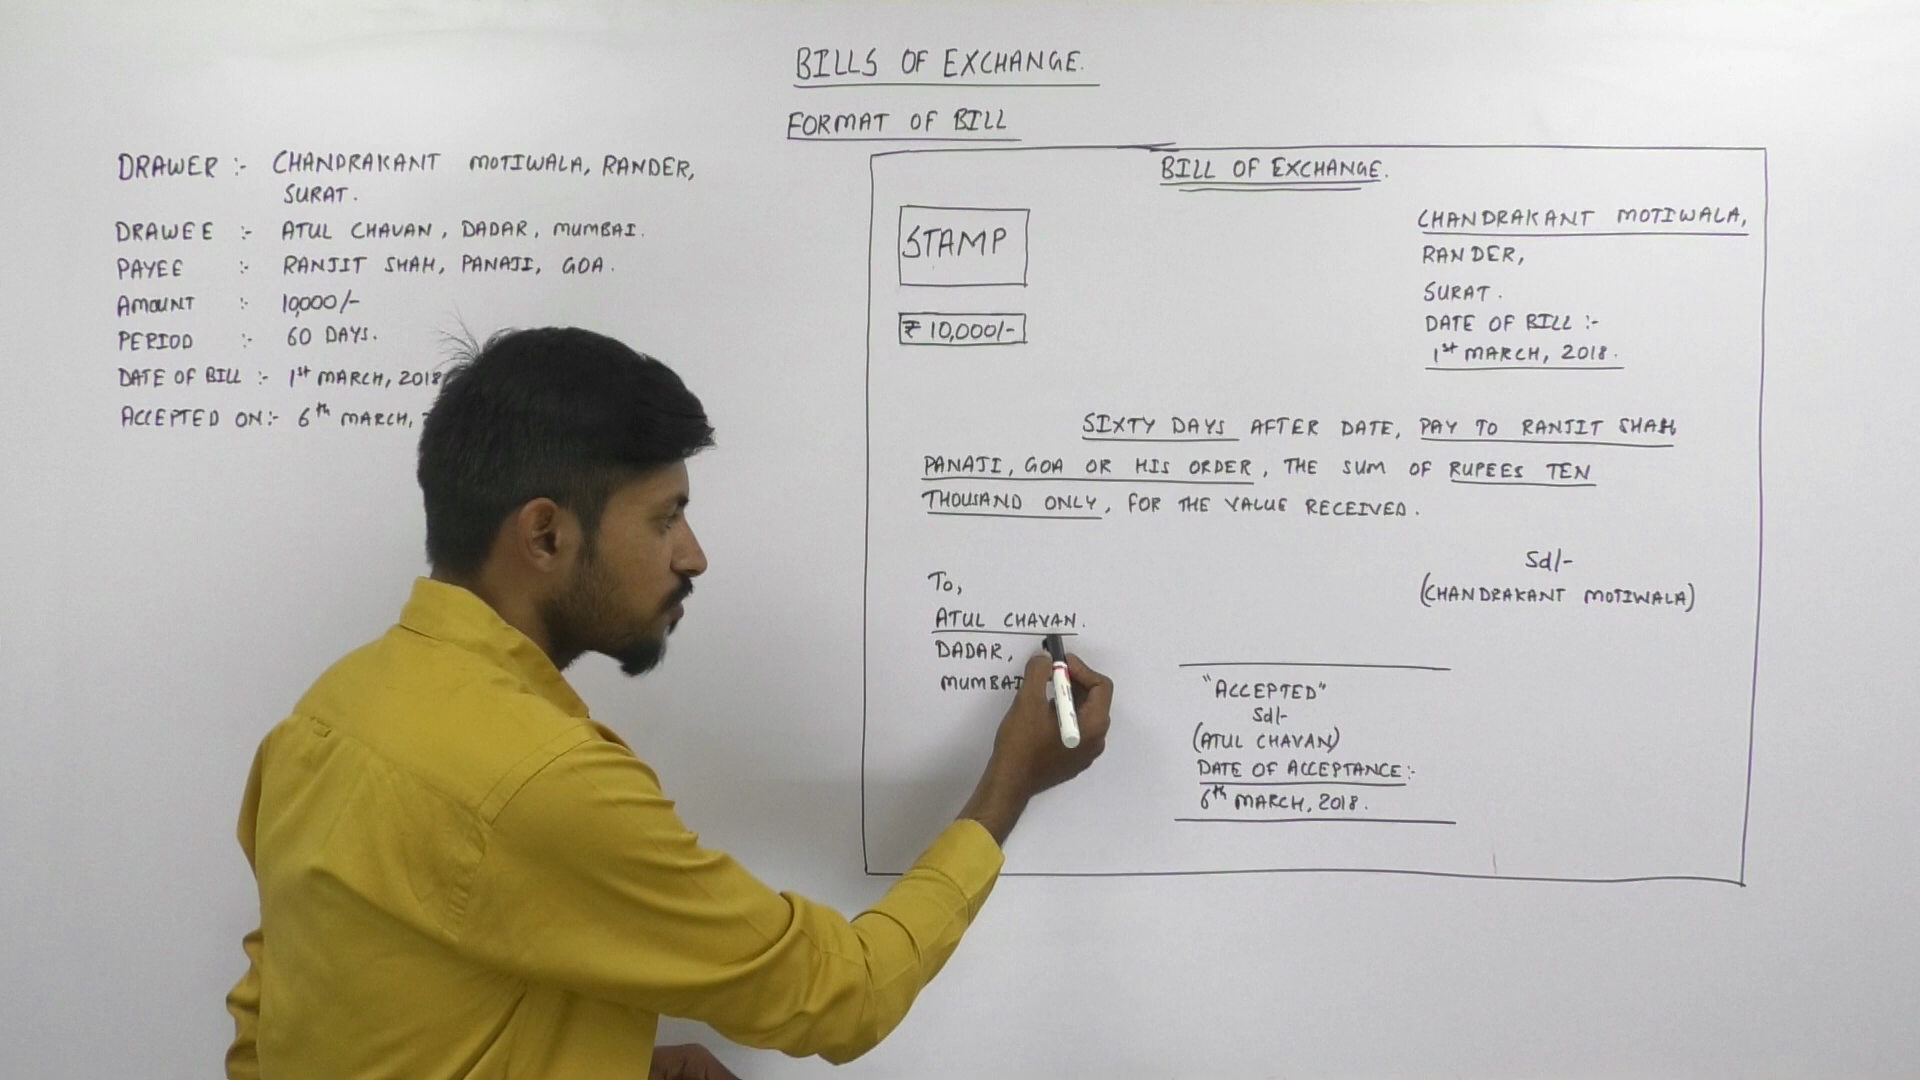 BILLS OF EXCHANGE.
FORMAT OF BILL
DRAWER :- CHANDRAKANT MOTIWALA, RANDER,
SURAT.
DRAWEE :- ATUL CHAVAN, DADAR, MUMBAI.
PAYEE :- RANJIT SHAH, PANAJI, GOA.
AMOUNT :- 10,000/-
PERIOD :- 60 DAYS.
DATE OF BILL :- 1st MARCH, 2018
ACCEPTED ON:- 6th MARCH,
BILL OF EXCHANGE.
STAMP
₹ 10,000/-
CHANDRAKANT MOTIWALA,
RANDER,
SURAT.
DATE OF BILL :-
1st MARCH, 2018.
SIXTY DAYS AFTER DATE, PAY TO RANJIT SHAH
PANAJI, GOA OR HIS ORDER, THE SUM OF RUPEES TEN
THOUSAND ONLY, FOR THE VALUE RECEIVED.
Sd/-
(CHANDRAKANT MOTIWALA)
To,
ATUL CHAVAN.
DADAR,
MUMBAI
"ACCEPTED"
Sd/-
(ATUL CHAVAN)
DATE OF ACCEPTANCE:-
6th MARCH, 2018.